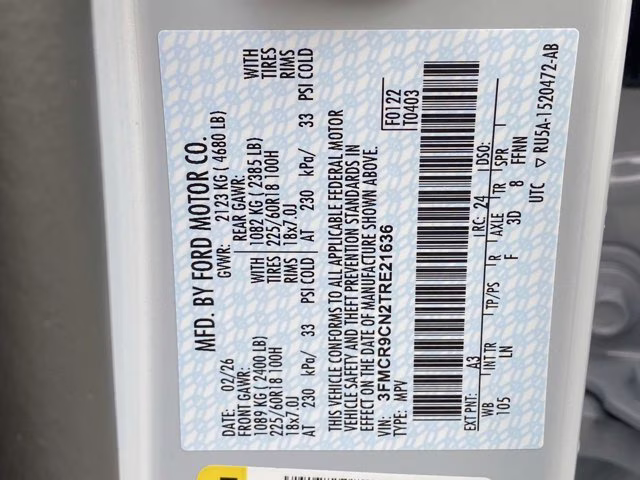 MFD. BY FORD MOTOR CO.
DATE: 02/26 GVWR: 2123 KG ( 4680 LB)
FRONT GAWR: REAR GAWR:
1089 KG ( 2400 LB) 1082 KG ( 2385 LB) WITH
225/60R18 100H TIRES 225/60R18 100H TIRES
18x7.0J RIMS 18x7.0J RIMS
AT 230 kPa/ 33 PSI COLD AT 230 kPa/ 33 PSI COLD
THIS VEHICLE CONFORMS TO ALL APPLICABLE FEDERAL MOTOR
VEHICLE SAFETY AND THEFT PREVENTION STANDARDS IN
EFFECT ON THE DATE OF MANUFACTURE SHOWN ABOVE.
VIN: 3FMCR9CN2TRE21636
TYPE: MPV
F0122
T0403
EXT PNT: A3 RC: 24 DSO:
WB INT TR TP/PS R AXLE TR SPR
105 LN F 3D 8 FFNN
UTC ▽ RU5A-1520472-AB